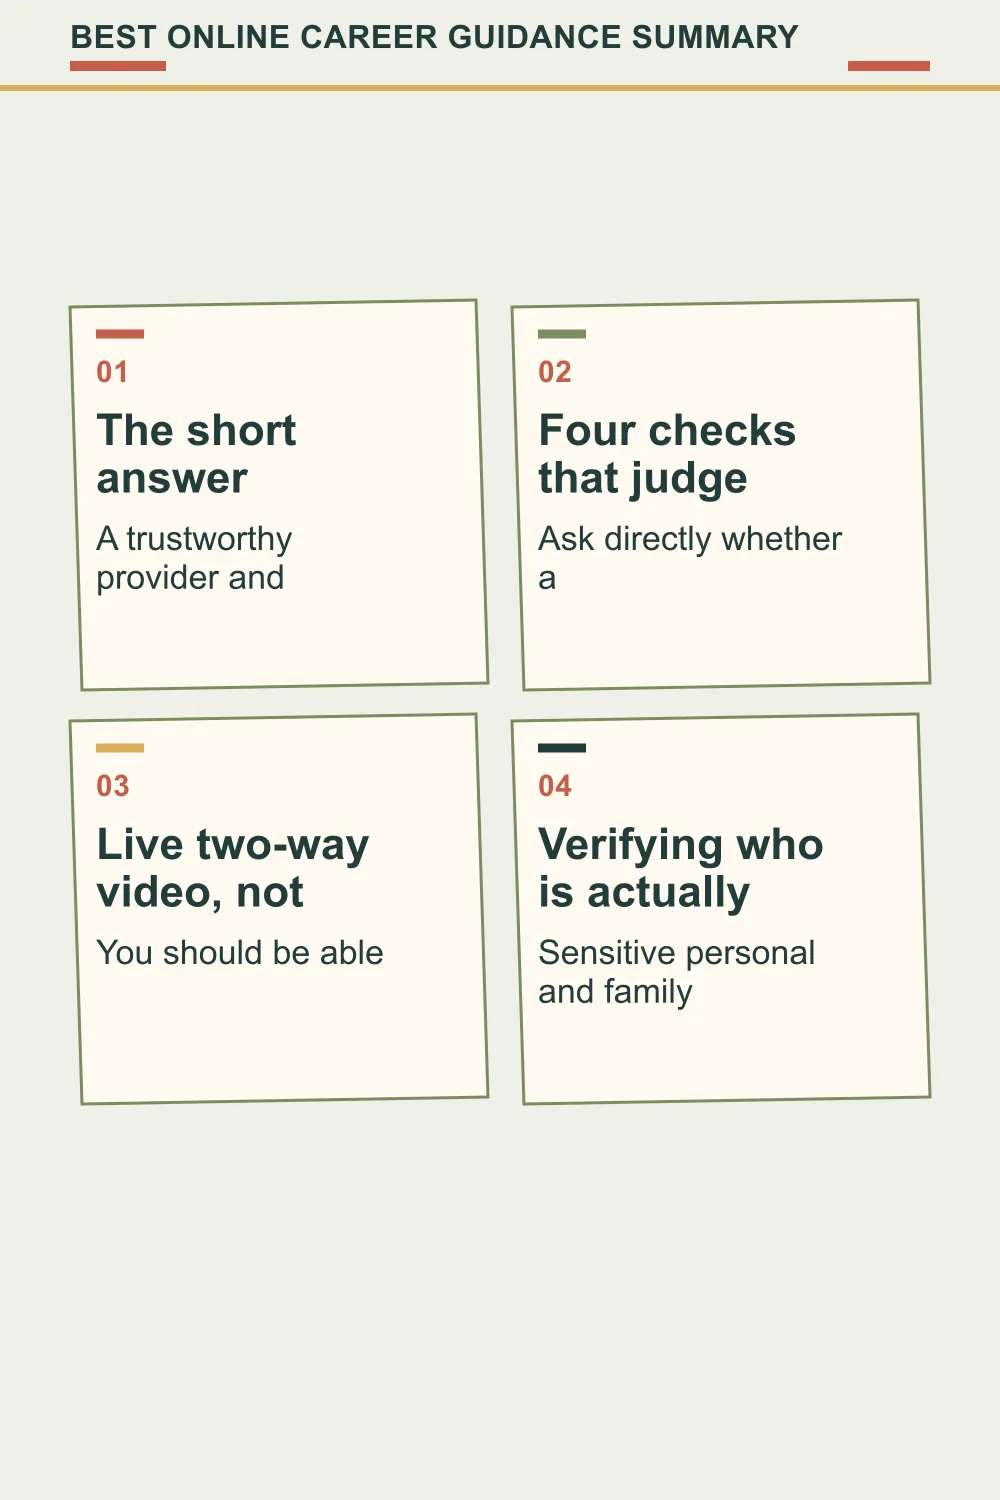 BEST ONLINE CAREER GUIDANCE SUMMARY
01
The short
answer
A trustworthy
provider and
02
Four checks
that judge
Ask directly whether
a
03
Live two-way
video, not
You should be able
04
Verifying who
is actually
Sensitive personal
and family